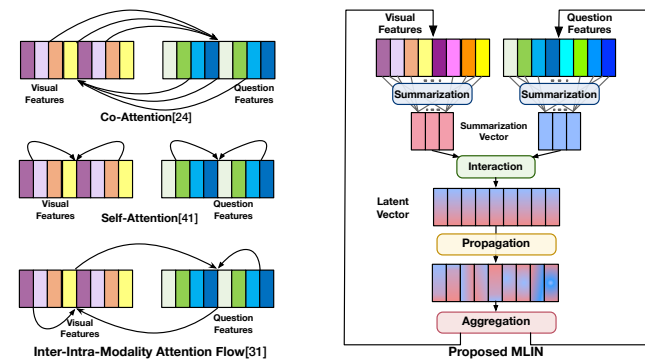 Visual
Features
Question
Features
Co-Attention[24]
Visual
Features
Question
Features
Self-Attention[41]
Visual
Features
Question
Features
Inter-Intra-Modality Attention Flow[31]
Visual
Features
Question
Features
Summarization
Summarization
Summarization
Vector
Interaction
Latent
Vector
Propagation
Aggregation
Proposed MLIN